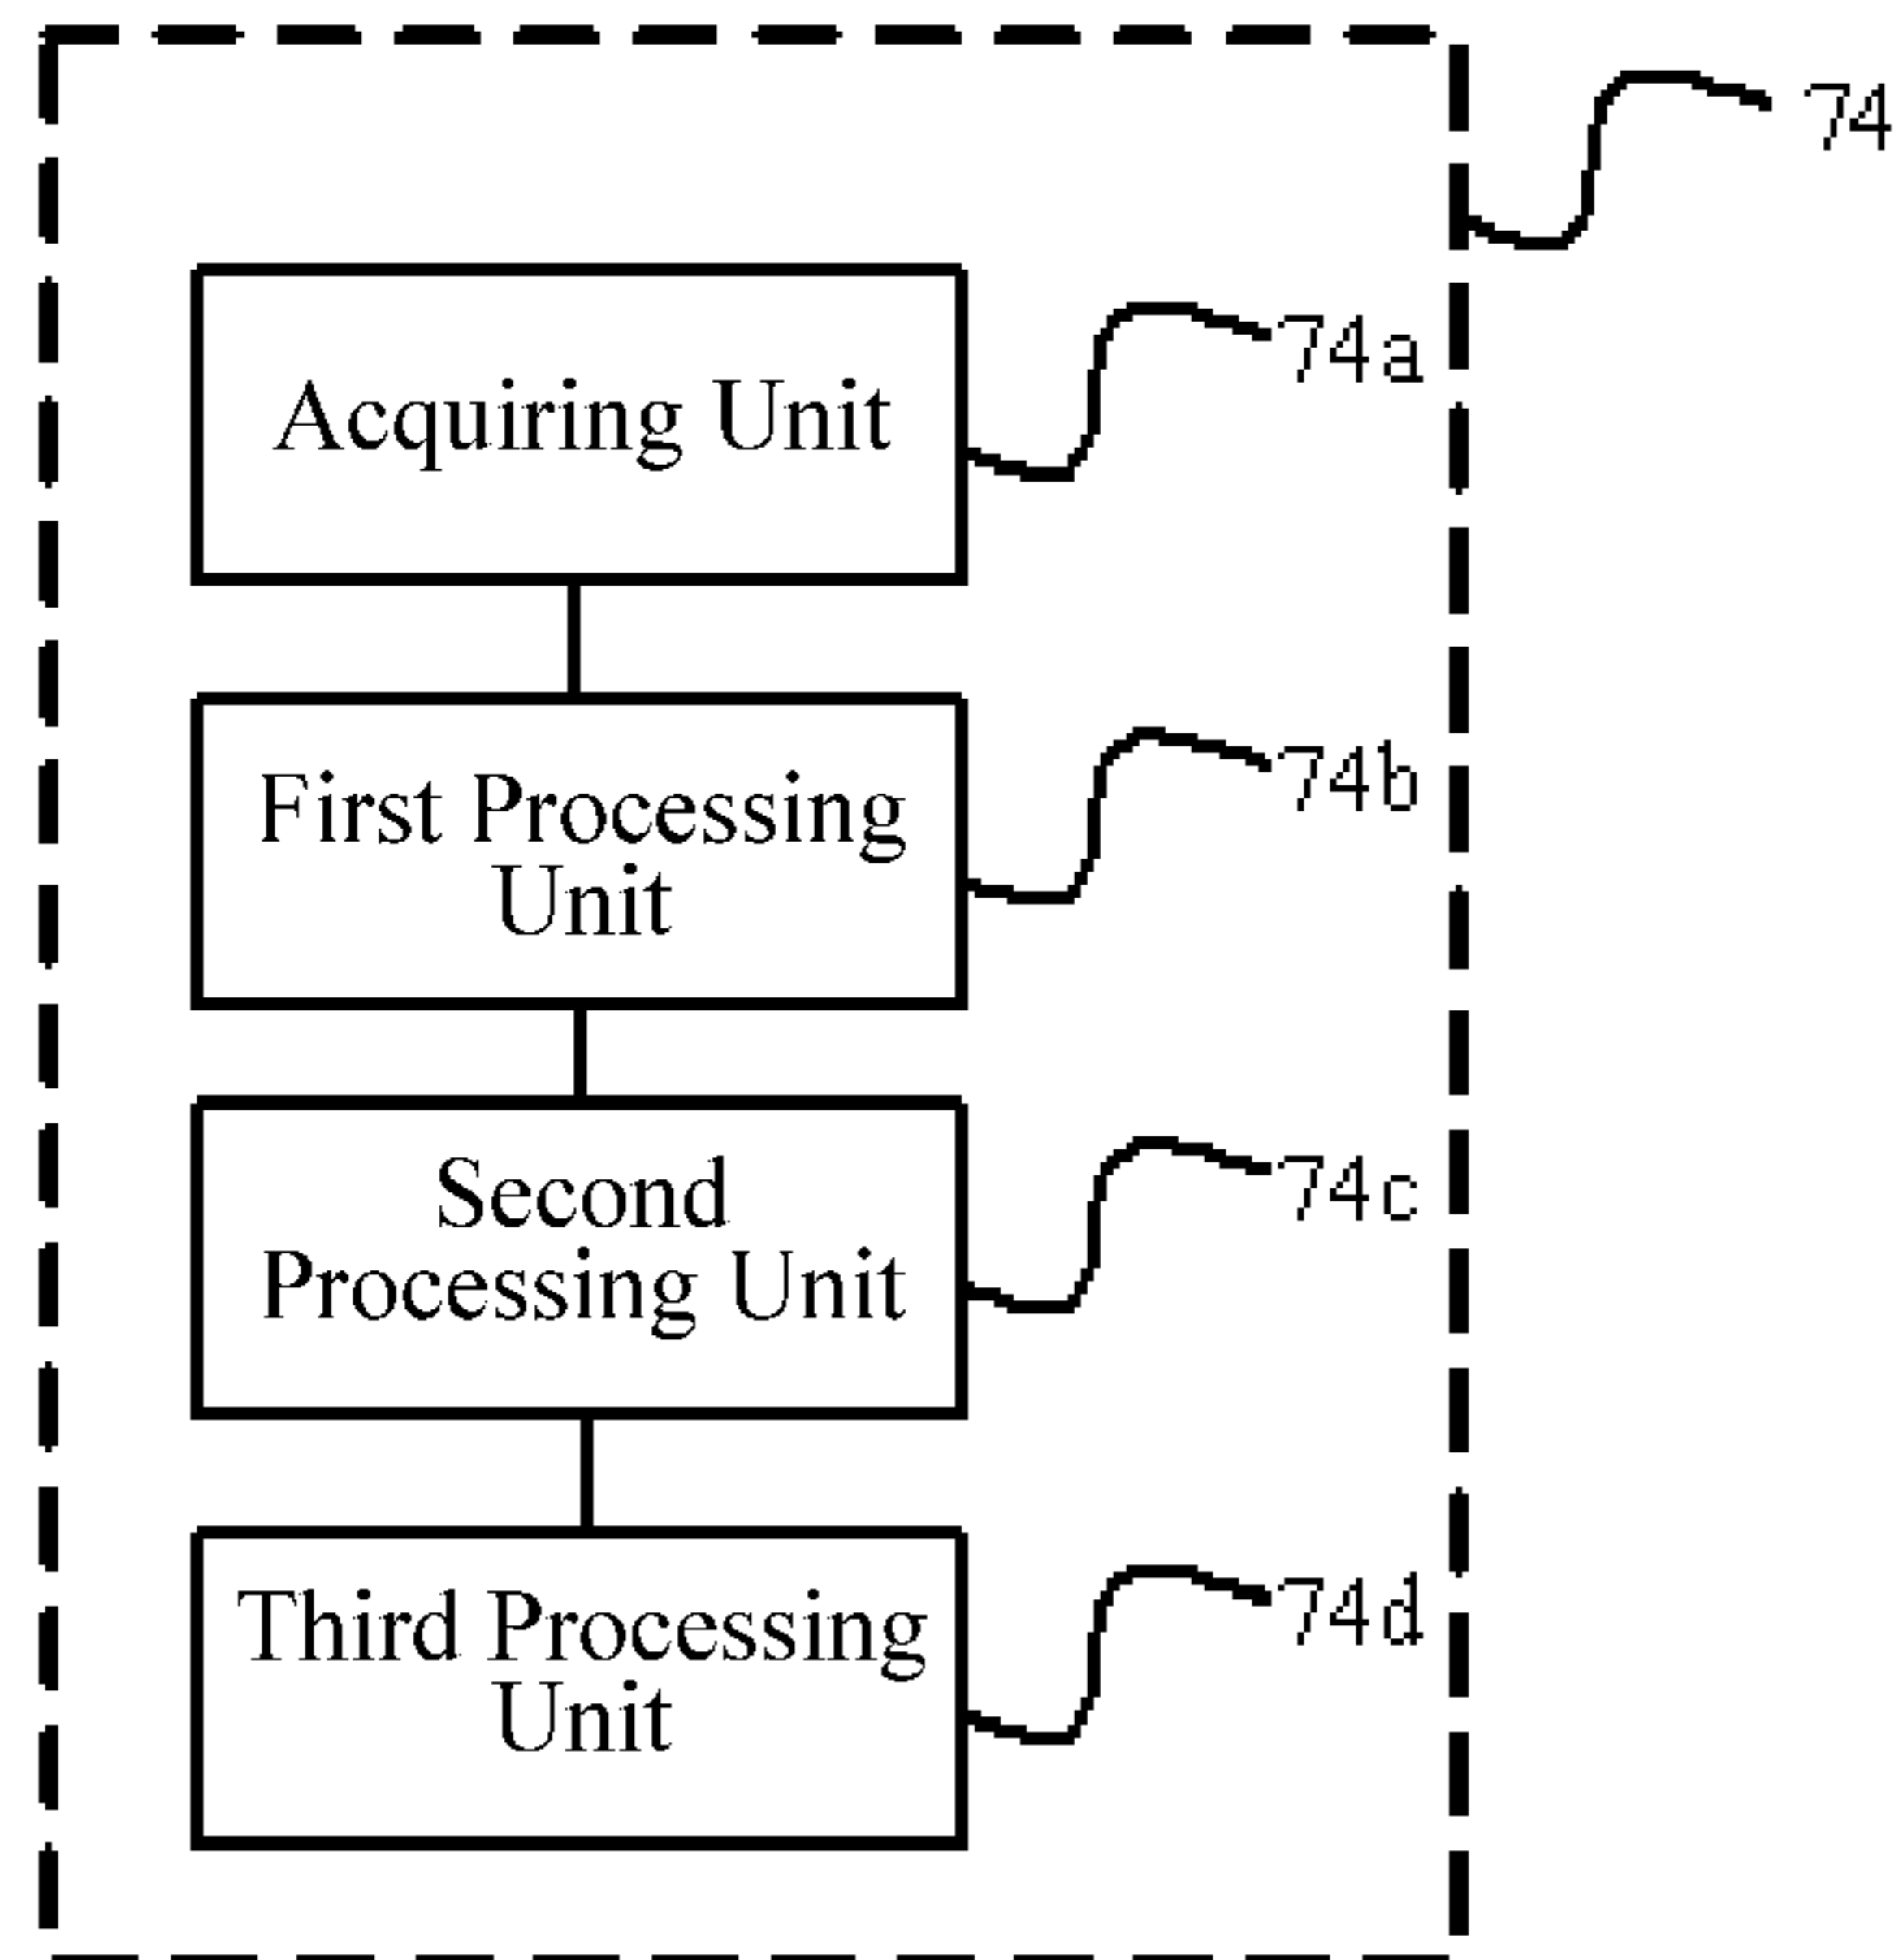 74
74a
Acquiring Unit
74b
First Processing
Unit
Second
74c
Processing Unit
Third Processing
74d
Unit